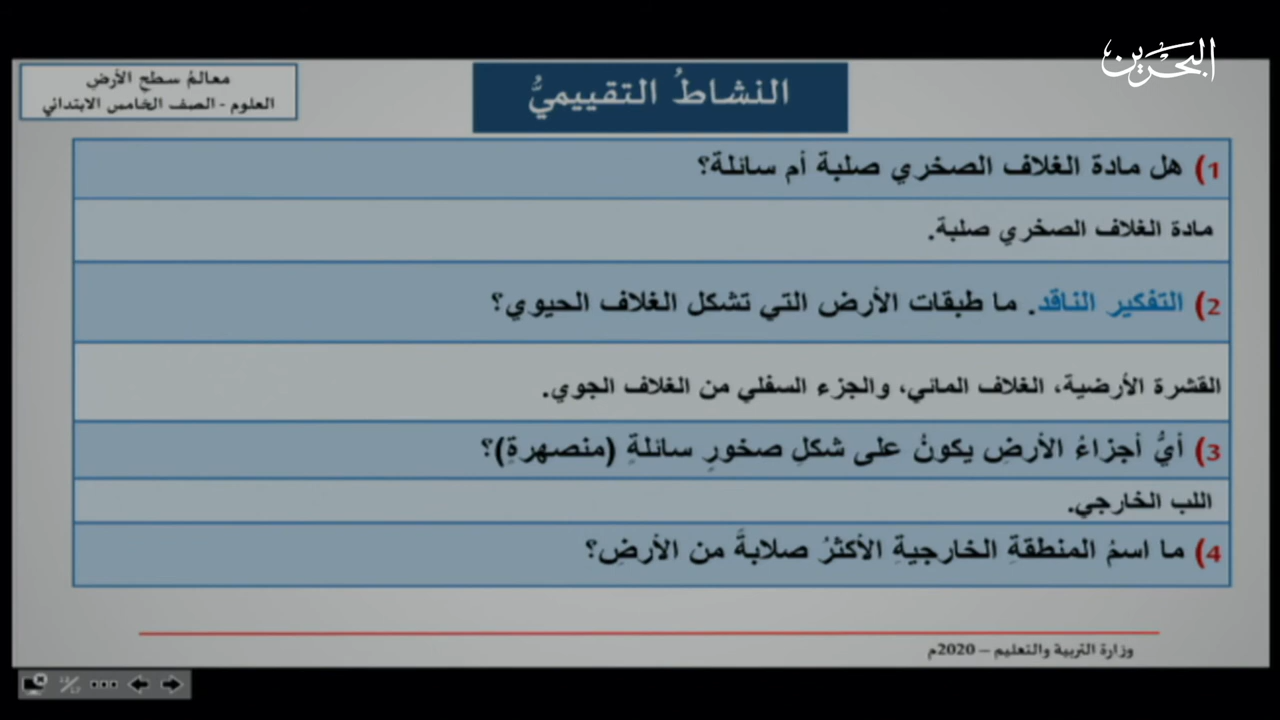 البحرين
معالمُ سطحِ الأرضِ
العلوم - الصف الخامس الابتدائي
النشاطُ التقييميُّ
1) هل مادة الغلاف الصخري صلبة أم سائلة؟
مادة الغلاف الصخري صلبة.
2) التفكير الناقد. ما طبقات الأرض التي تشكل الغلاف الحيوي؟
القشرة الأرضية، الغلاف المائي، والجزء السفلي من الغلاف الجوي.
3) أيُّ أجزاءُ الأرضِ يكونُ على شكلِ صخورٍ سائلةِ (منصهرةِ)؟
اللب الخارجي.
4) ما اسمُ المنطقةِ الخارجيةِ الأكثرُ صلابةً من الأرضِ؟
وزارة التربية والتعليم – 2020م